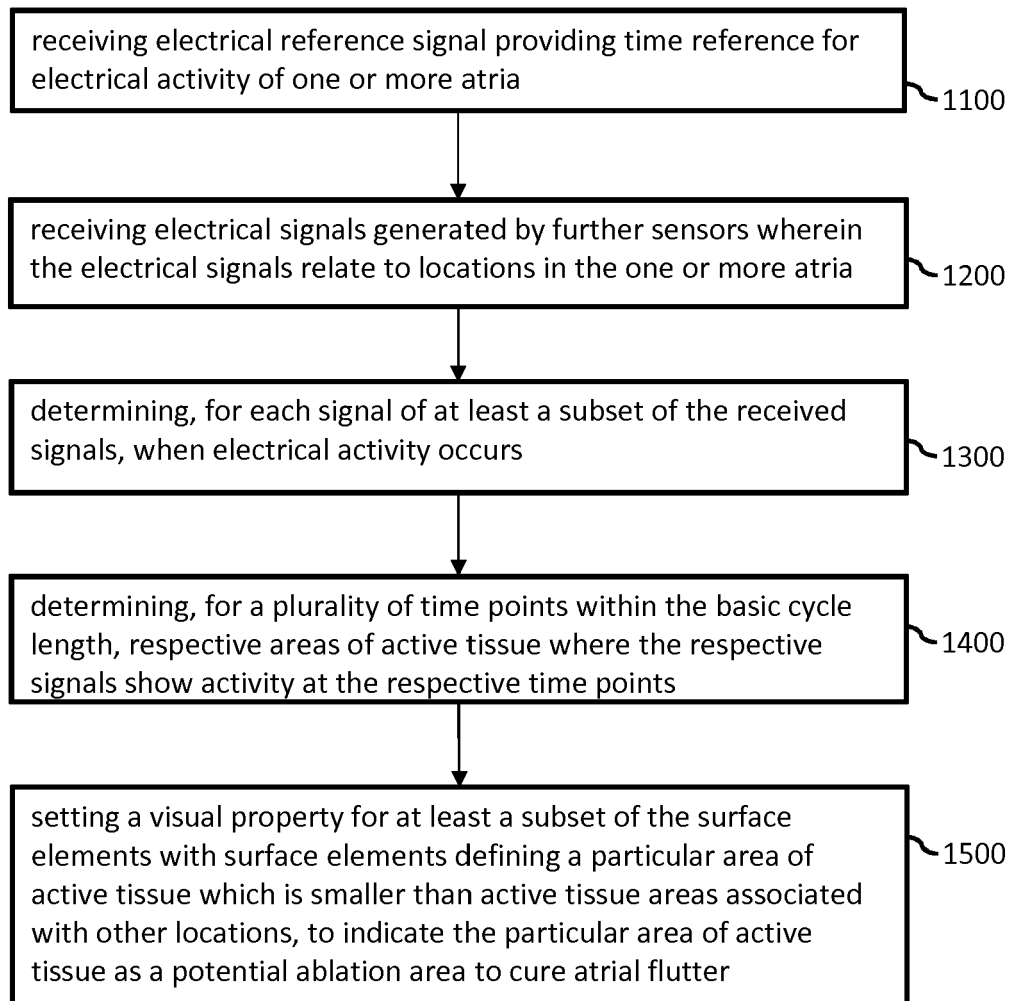 receiving electrical reference signal providing time reference for
electrical activity of one or more atria
1100
receiving electrical signals generated by further sensors wherein
the electrical signals relate to locations in the one or more atria
1200
determining, for each signal of at least a subset of the received
signals, when electrical activity occurs
1300
determining, for a plurality of time points within the basic cycle
length, respective areas of active tissue where the respective
signals show activity at the respective time points
1400
setting a visual property for at least a subset of the surface
elements with surface elements defining a particular area of
active tissue which is smaller than active tissue areas associated
with other locations, to indicate the particular area of active
tissue as a potential ablation area to cure atrial flutter
1500